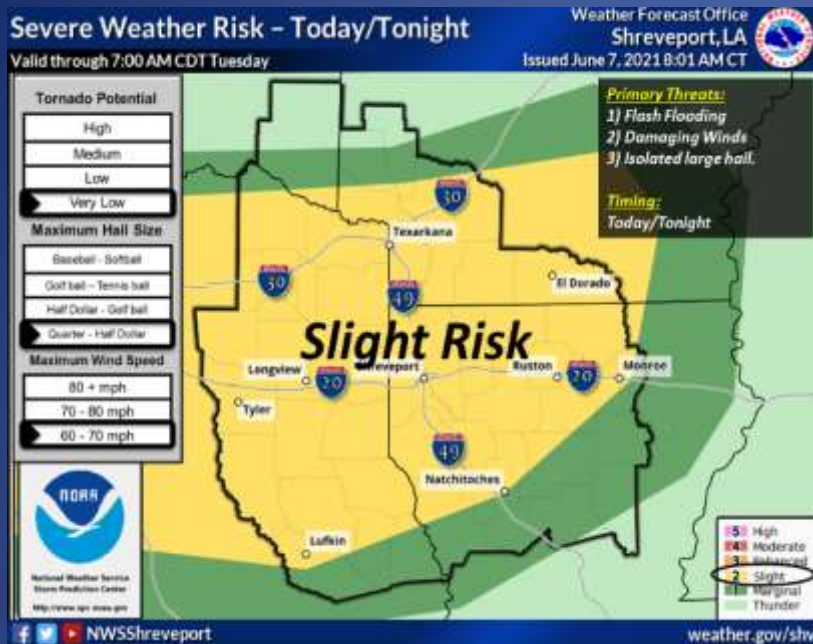 Severe Weather Risk – Today/Tonight
Valid through 7:00 AM CDT Tuesday
Weather Forecast Office
Shreveport, LA
Issued June 7, 2021 8:01 AM CT
Tornado Potential
High
Medium
Low
Very Low
Maximum Hail Size
Baseball - Softball
Golf ball – Tennis ball
Half Dollar - Golf ball
Quarter - Half Dollar
Maximum Wind Speed
80 + mph
70 - 80 mph
60 - 70 mph
Primary Threats:
1) Flash Flooding
2) Damaging Winds
3) Isolated large hail.
Timing:
Today/Tonight
30
Texarkana
30
49
El Dorado
Slight Risk
Longview
20
Shreveport
Ruston
20
Monroe
Tyler
49
Natchitoches
Lufkin
NOAA
National Weather Service
Storm Prediction Center
http://www.spc.noaa.gov
5 High
4 Moderate
3 Enhanced
2 Slight
1 Marginal
Thunder
NWSShreveport
weather.gov/shv